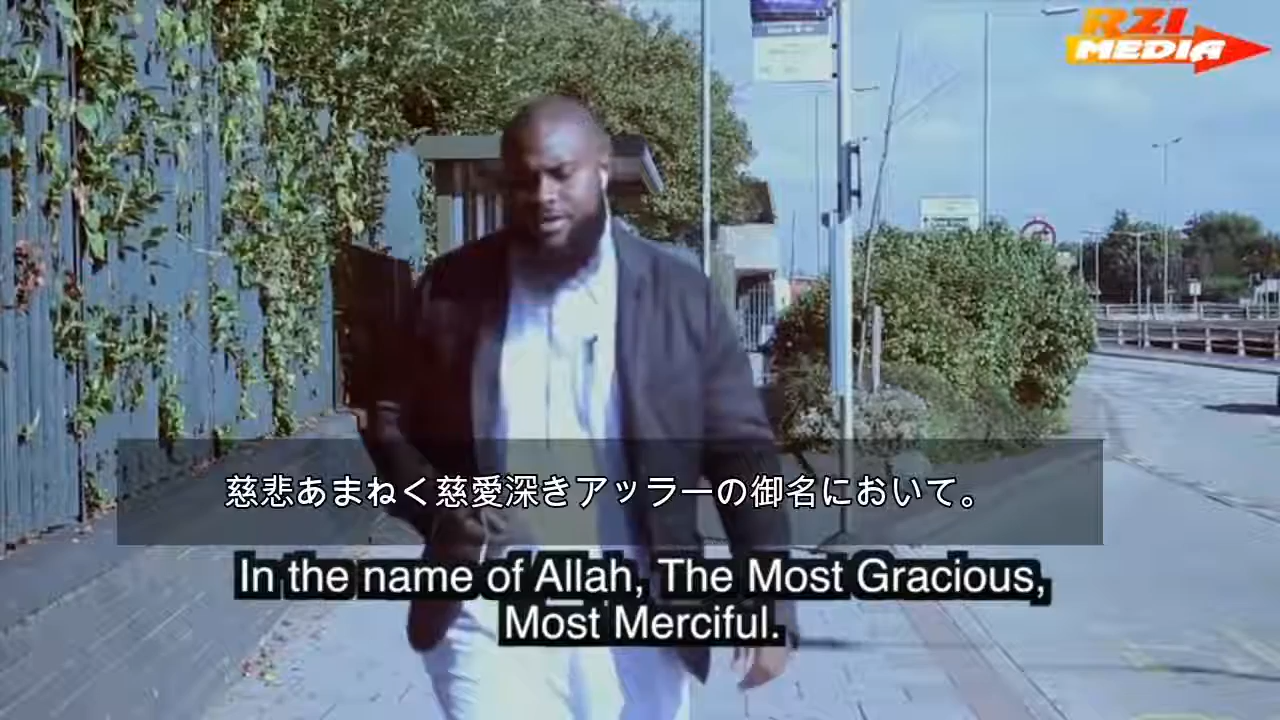 RZI
MEDIA
慈悲あまねく慈愛深きアッラーの御名において。
In the name of Allah, The Most Gracious,
Most Merciful.